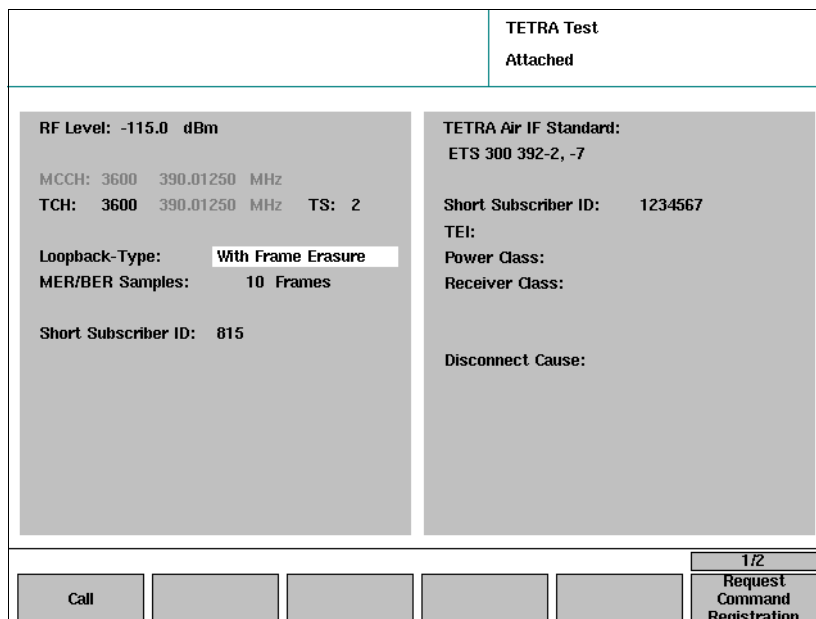 TETRA Test
Attached
RF Level: -115.0 dBm
MCCH: 3600 390.01250 MHz
TCH: 3600 390.01250 MHz TS: 2
Loopback-Type: With Frame Erasure
MER/BER Samples: 10 Frames
Short Subscriber ID: 815
TETRA Air IF Standard:
ETS 300 392-2, -7
Short Subscriber ID: 1234567
TEI:
Power Class:
Receiver Class:
Disconnect Cause:
1/2
Call
Request
Command
Registration